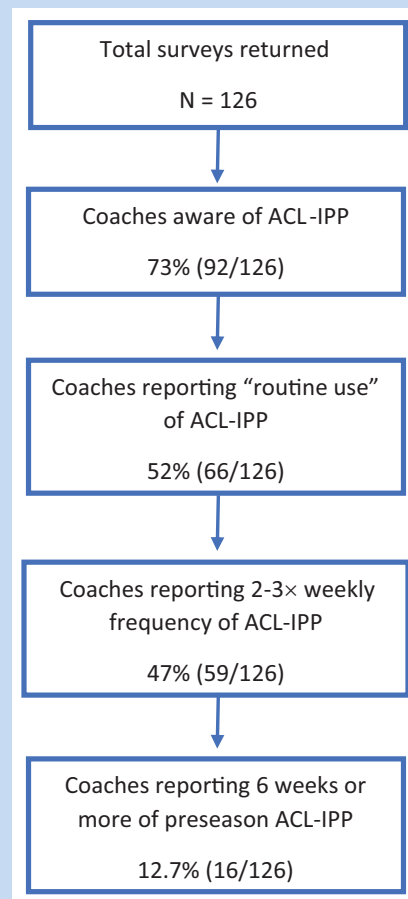 Total surveys returned
N = 126
Coaches aware of ACL-IPP
73% (92/126)
Coaches reporting “routine use”
of ACL-IPP
52% (66/126)
Coaches reporting 2-3× weekly
frequency of ACL-IPP
47% (59/126)
Coaches reporting 6 weeks or
more of preseason ACL-IPP
12.7% (16/126)